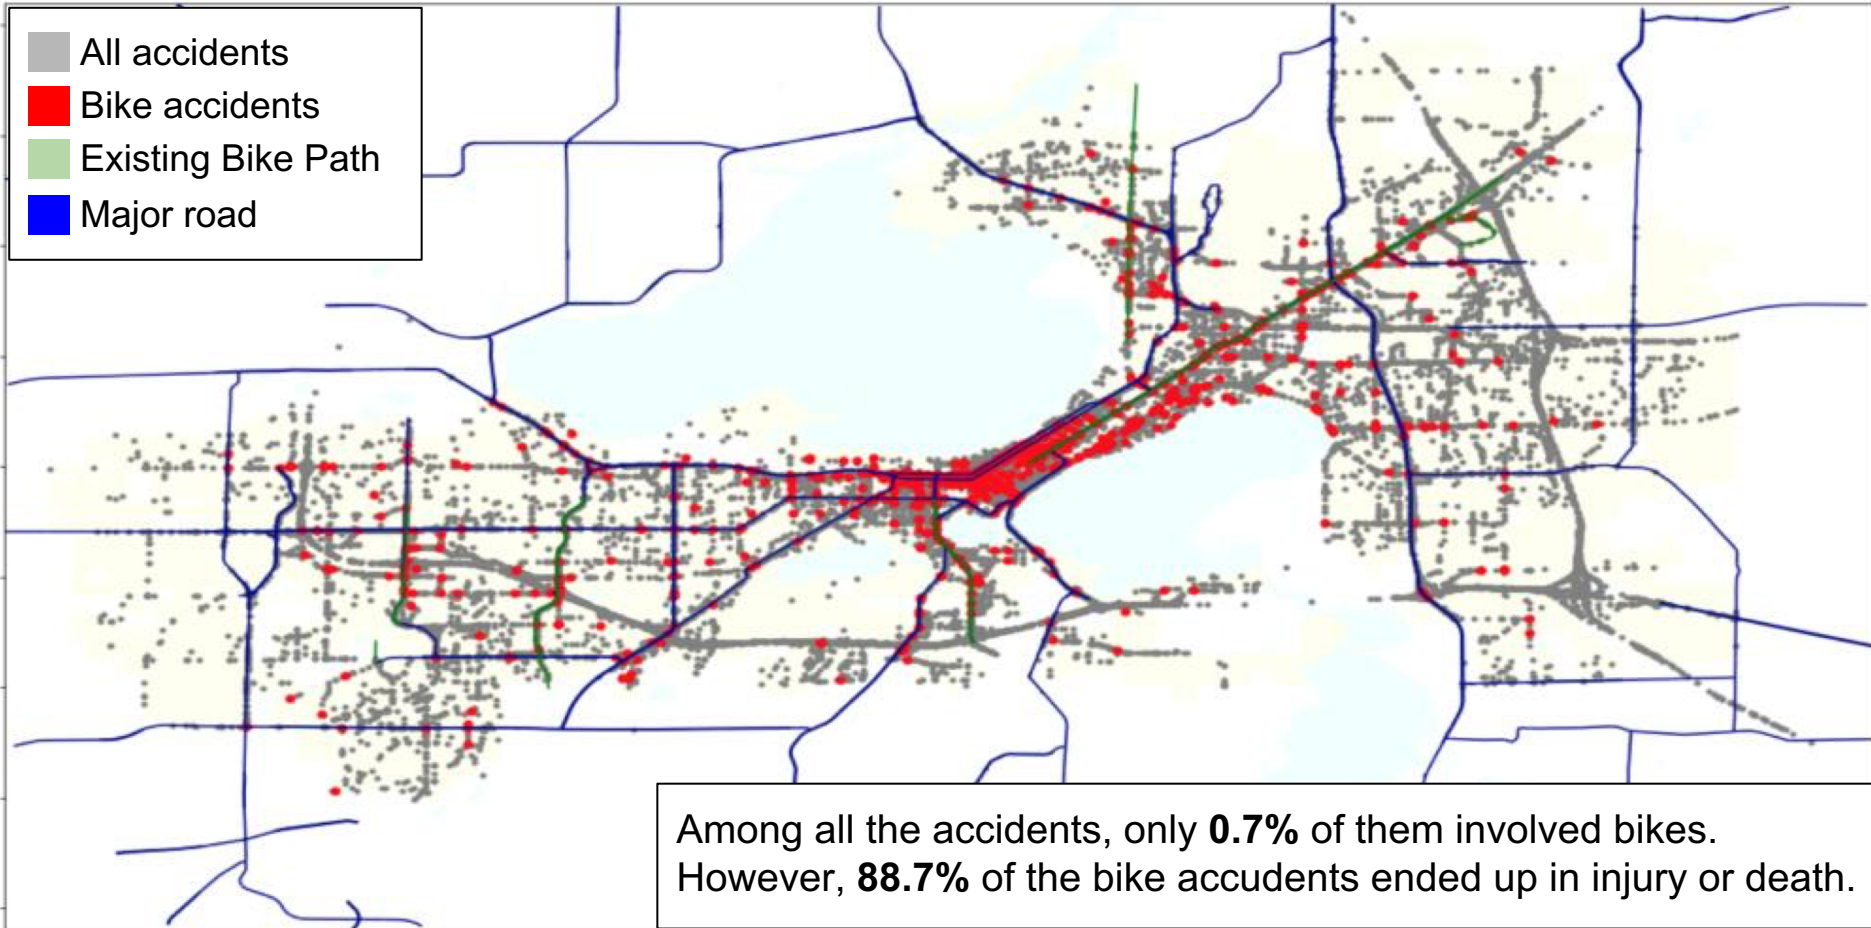 All accidents
Bike accidents
Existing Bike Path
Major road
Among all the accidents, only 0.7% of them involved bikes.
However, 88.7% of the bike accudents ended up in injury or death.